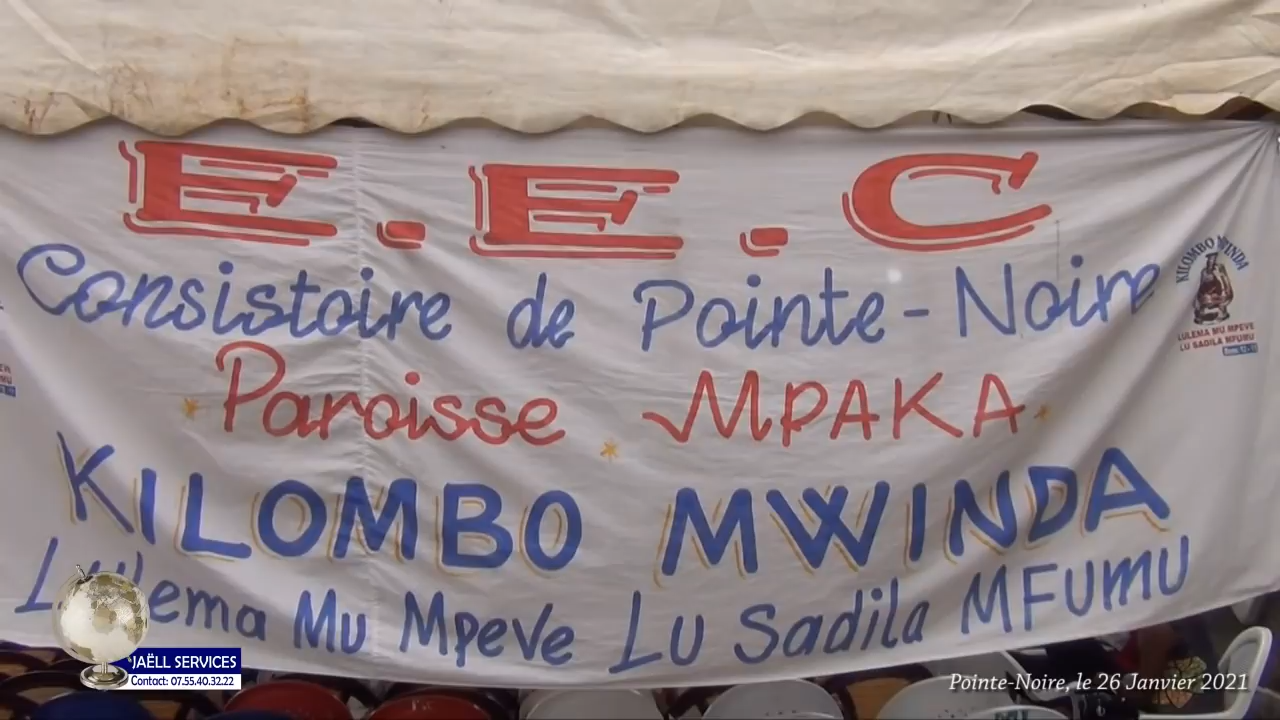 E.E.C
Consistoire de Pointe-Noire
KILOMBO MWINDA
LULEMA MU MPEVE
LU SADILA MFUMU
Paroisse MPAKA
KILOMBO MWINDA
Lulema Mu Mpeve Lu Sadila MFUMU
JAËLL SERVICES
Contact: 07.55.40.32.22
Pointe-Noire, le 26 Janvier 2021